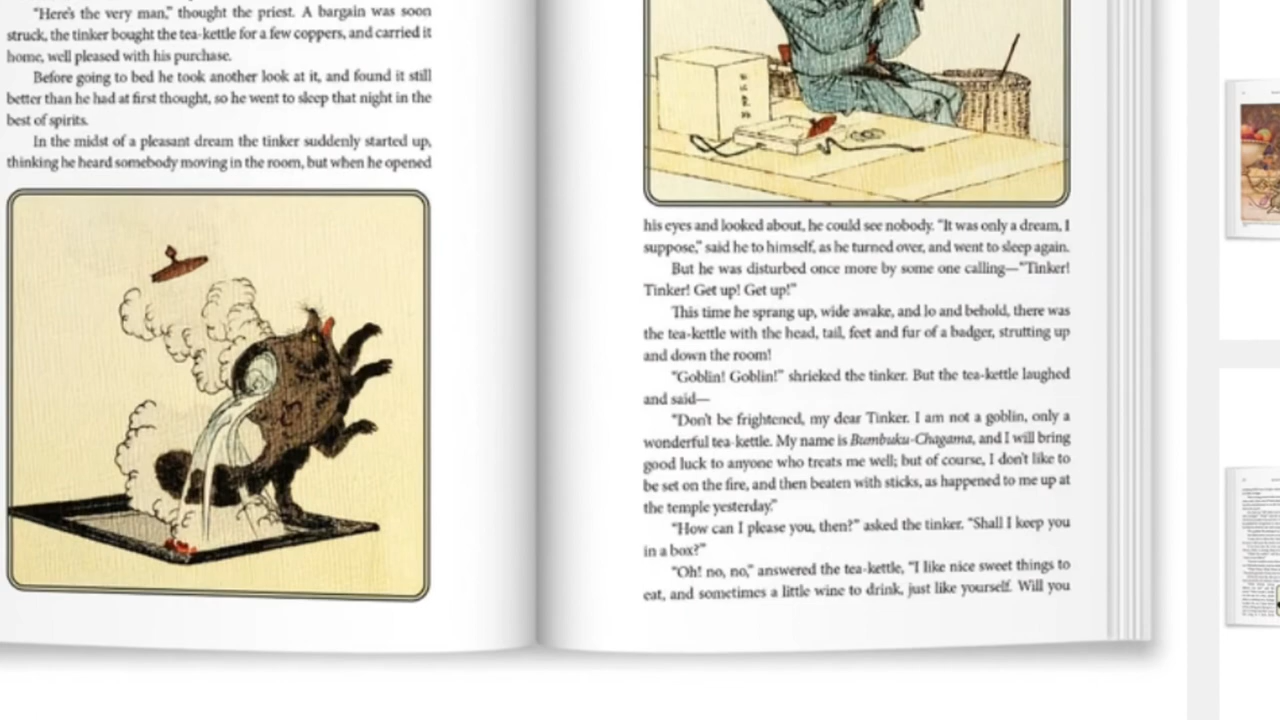 “Here’s the very man,” thought the priest. A bargain was soon
struck, the tinker bought the tea-kettle for a few coppers, and carried it
home, well pleased with his purchase.
Before going to bed he took another look at it, and found it still
better than he had at first thought, so he went to sleep that night in the
best of spirits.
In the midst of a pleasant dream the tinker suddenly started up,
thinking he heard somebody moving in the room, but when he opened
his eyes and looked about, he could see nobody. “It was only a dream, I
suppose,” said he to himself, as he turned over, and went to sleep again.
But he was disturbed once more by some one calling—“Tinker!
Tinker! Get up! Get up!”
This time he sprang up, wide awake, and lo and behold, there was
the tea-kettle with the head, tail, feet and fur of a badger, strutting up
and down the room!
“Goblin! Goblin!” shrieked the tinker. But the tea-kettle laughed
and said—
“Don’t be frightened, my dear Tinker. I am not a goblin, only a
wonderful tea-kettle. My name is Bumbuku-Chagama, and I will bring
good luck to anyone who treats me well; but of course, I don’t like to
be set on the fire, and then beaten with sticks, as happened to me up at
the temple yesterday.”
“How can I please you, then?” asked the tinker. “Shall I keep you
in a box?”
“Oh! no, no,” answered the tea-kettle, “I like nice sweet things to
eat, and sometimes a little wine to drink, just like yourself. Will you